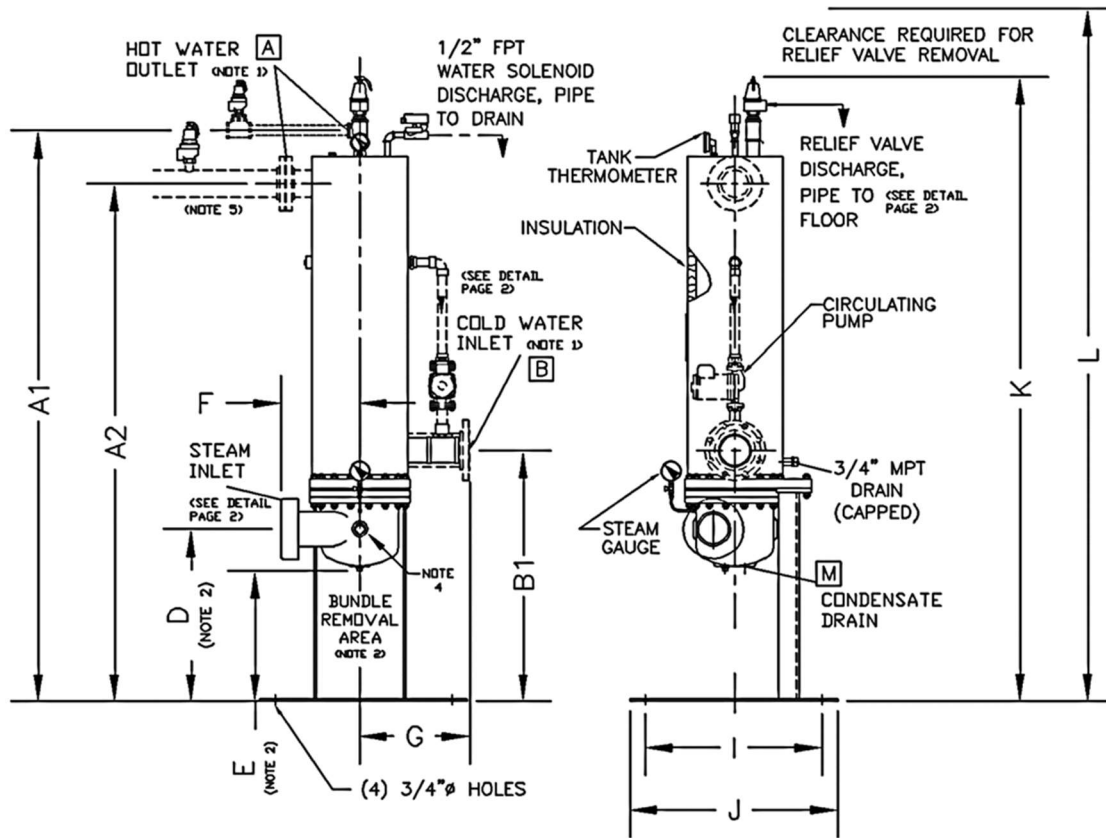 HOT WATER A
OUTLET (NOTE 1)
1/2" FPT
WATER SOLENOID
DISCHARGE, PIPE
TO DRAIN
(NOTE 5)
(SEE DETAIL
PAGE 2)
COLD WATER
INLET (NOTE 1)
B
A1
A2
F
STEAM
INLET
(SEE DETAIL
PAGE 2)
D
(NOTE 2)
E
(NOTE 2)
NOTE
4
BUNDLE
REMOVAL
AREA
(NOTE 2)
B1
G
(4) 3/4"ø HOLES
CLEARANCE REQUIRED FOR
RELIEF VALVE REMOVAL
TANK
THERMOMETER
RELIEF VALVE
DISCHARGE,
PIPE TO (SEE DETAIL
PAGE 2)
FLOOR
INSULATION
CIRCULATING
PUMP
3/4" MPT
DRAIN
(CAPPED)
STEAM
GAUGE
M
CONDENSATE
DRAIN
K
L
I
J